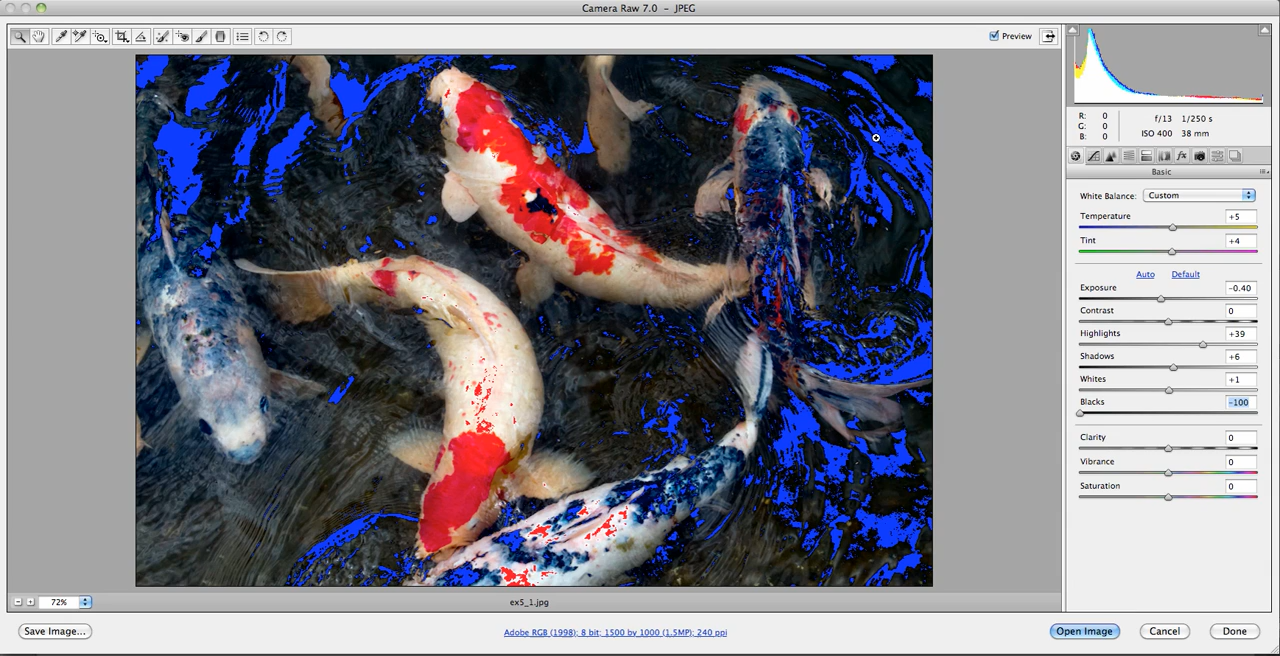 Camera Raw 7.0 – JPEG
Preview
R: 0
G: 0
B: 0
f/13 1/250 s
ISO 400 38 mm
fx
Basic
White Balance: Custom
Temperature +5
Tint +4
Auto Default
Exposure -0.40
Contrast 0
Highlights +39
Shadows +6
Whites +1
Blacks -100
Clarity 0
Vibrance 0
Saturation 0
72%
ex5_1.jpg
Save Image...
Adobe RGB (1998); 8 bit; 1500 by 1000 (1.5MP); 240 ppi
Open Image
Cancel
Done